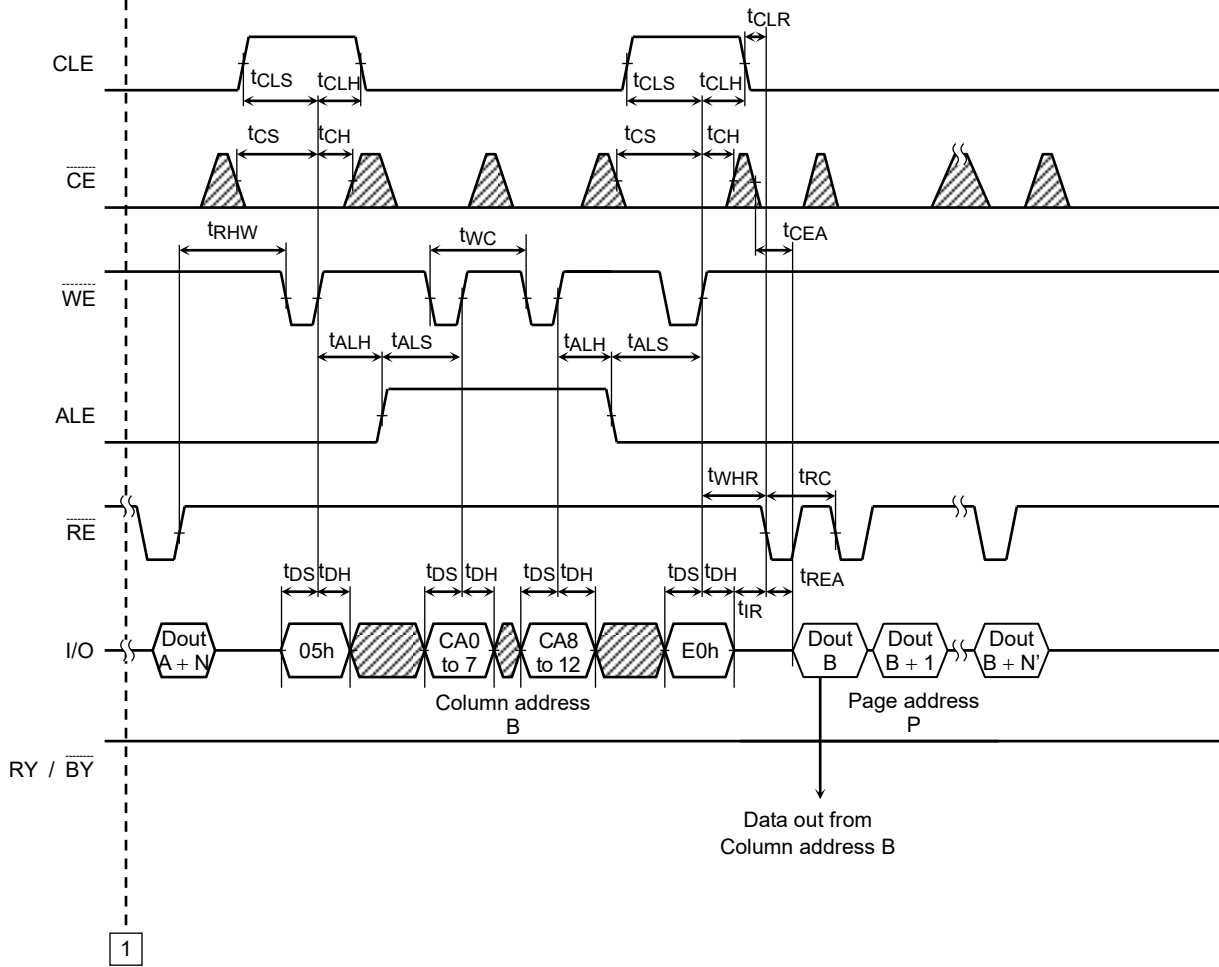 tCLR
CLE
tCLS tCLH tCLS tCLH
tCS tCH tCS tCH
CE
tRHW tWC tCEA
WE
tALH tALS tALH tALS
ALE
tWHR tRC
RE
tDS tDH tDS tDH tDS tDH tDS tDH tREA
tIR
I/O
Dout
A + N
05h
CA0
to 7
CA8
to 12
E0h
Dout
B
Dout
B + 1
Dout
B + N’
Column address
B
Page address
P
RY / BY
Data out from
Column address B
1